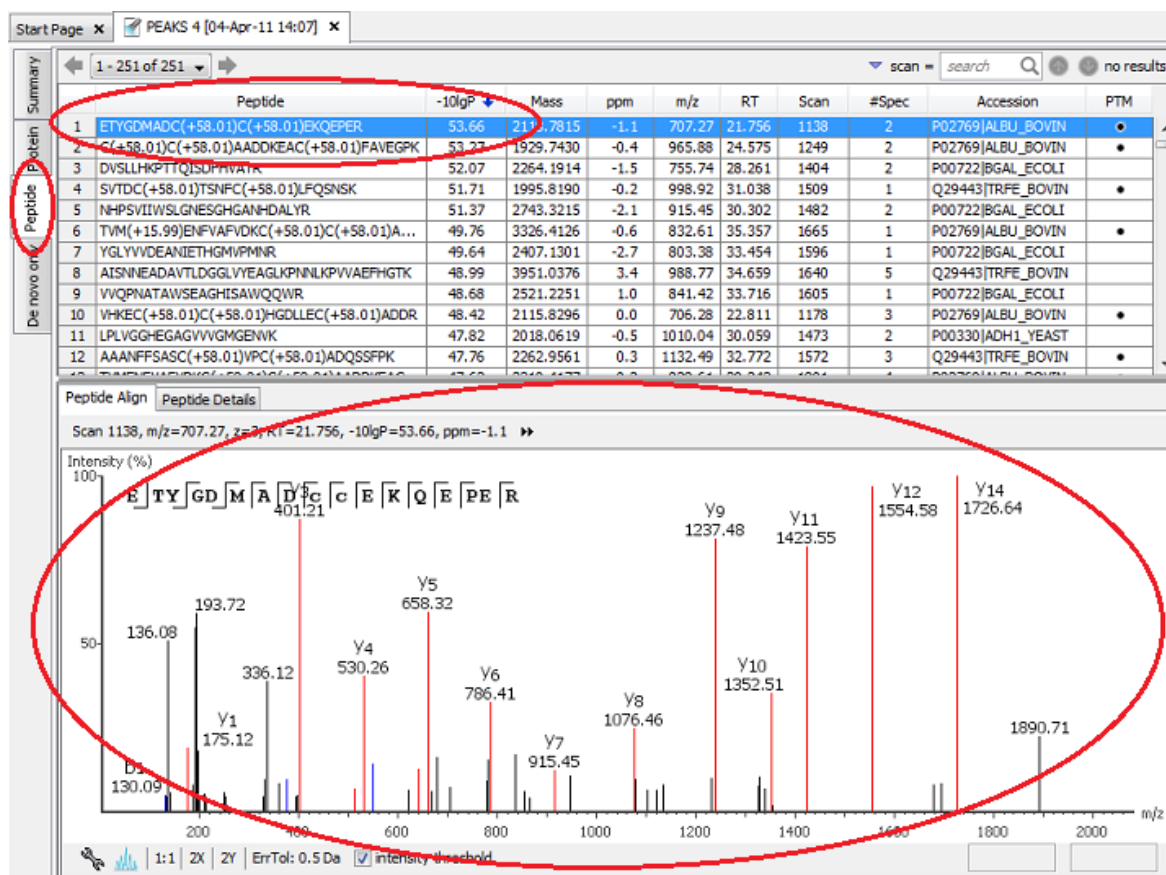 Start Page × PEAKS 4 [04-Apr-11 14:07] ×
Summary
Protein
Peptide
De novo only
1 - 251 of 251 scan = search no results
Peptide -10lgP Mass ppm m/z RT Scan #Spec Accession PTM
1 ETYGDMADC(+58.01)C(+58.01)EKQEPER 53.66 .7815 -1.1 707.27 21.756 1138 2 P02769|ALBU_BOVIN ●
2 C(+58.01)C(+58.01)AADDKEAC(+58.01)FAVEGPK 53.27 1929.7430 -0.4 965.88 24.575 1249 2 P02769|ALBU_BOVIN ●
3 DVSLLHKPTTQISDPHVATR 52.07 2264.1914 -1.5 755.74 28.261 1404 2 P00722|BGAL_ECOLI
4 SVTDC(+58.01)TSNFC(+58.01)LFQSNSK 51.71 1995.8190 -0.2 998.92 31.038 1509 1 Q29443|TRFE_BOVIN ●
5 NHPSVIIWSLGNESGHGANHDALYR 51.37 2743.3215 -2.1 915.45 30.302 1482 2 P00722|BGAL_ECOLI
6 TVM(+15.99)ENFVAFVDKC(+58.01)C(+58.01)A... 49.76 3326.4126 -0.6 832.61 35.357 1665 1 P02769|ALBU_BOVIN ●
7 YGLYVVDEANIETHGMVPMNR 49.64 2407.1301 -2.7 803.38 33.454 1596 1 P00722|BGAL_ECOLI
8 AISNNEADAVTLDGGLVYEAGLKPNNLKPVVAEFHGTK 48.99 3951.0376 3.4 988.77 34.659 1640 5 Q29443|TRFE_BOVIN
9 VVQPNATAWSEAGHISAWQQWR 48.68 2521.2251 1.0 841.42 33.716 1605 1 P00722|BGAL_ECOLI
10 VHKEC(+58.01)C(+58.01)HGDLLEC(+58.01)ADDR 48.42 2115.8296 0.0 706.28 22.811 1178 3 P02769|ALBU_BOVIN ●
11 LPLVGGHEGAGVVVGMGENVK 47.82 2018.0619 -0.5 1010.04 30.059 1473 2 P00330|ADH1_YEAST
12 AAANFFSASC(+58.01)VPC(+58.01)ADQSSFPK 47.76 2262.9561 0.3 1132.49 32.772 1572 3 Q29443|TRFE_BOVIN ●
Peptide Align Peptide Details
Scan 1138, m/z=707.27, z=3, RT=21.756, -10lgP=53.66, ppm=-1.1
Intensity (%)
100
E T Y G D M A D c c E K Q E P E R
y3
401.21
y12
1554.58
y14
1726.64
y9
1237.48
y11
1423.55
y5
658.32
193.72
136.08
50
y4
530.26
336.12
y6
786.41
y10
1352.51
y8
1076.46
y1
175.12
1890.71
y7
915.45
b1
130.09
200 400 600 800 1000 1200 1400 1600 1800 2000 m/z
1:1 2X 2Y ErrTol: 0.5 Da intensity threshold